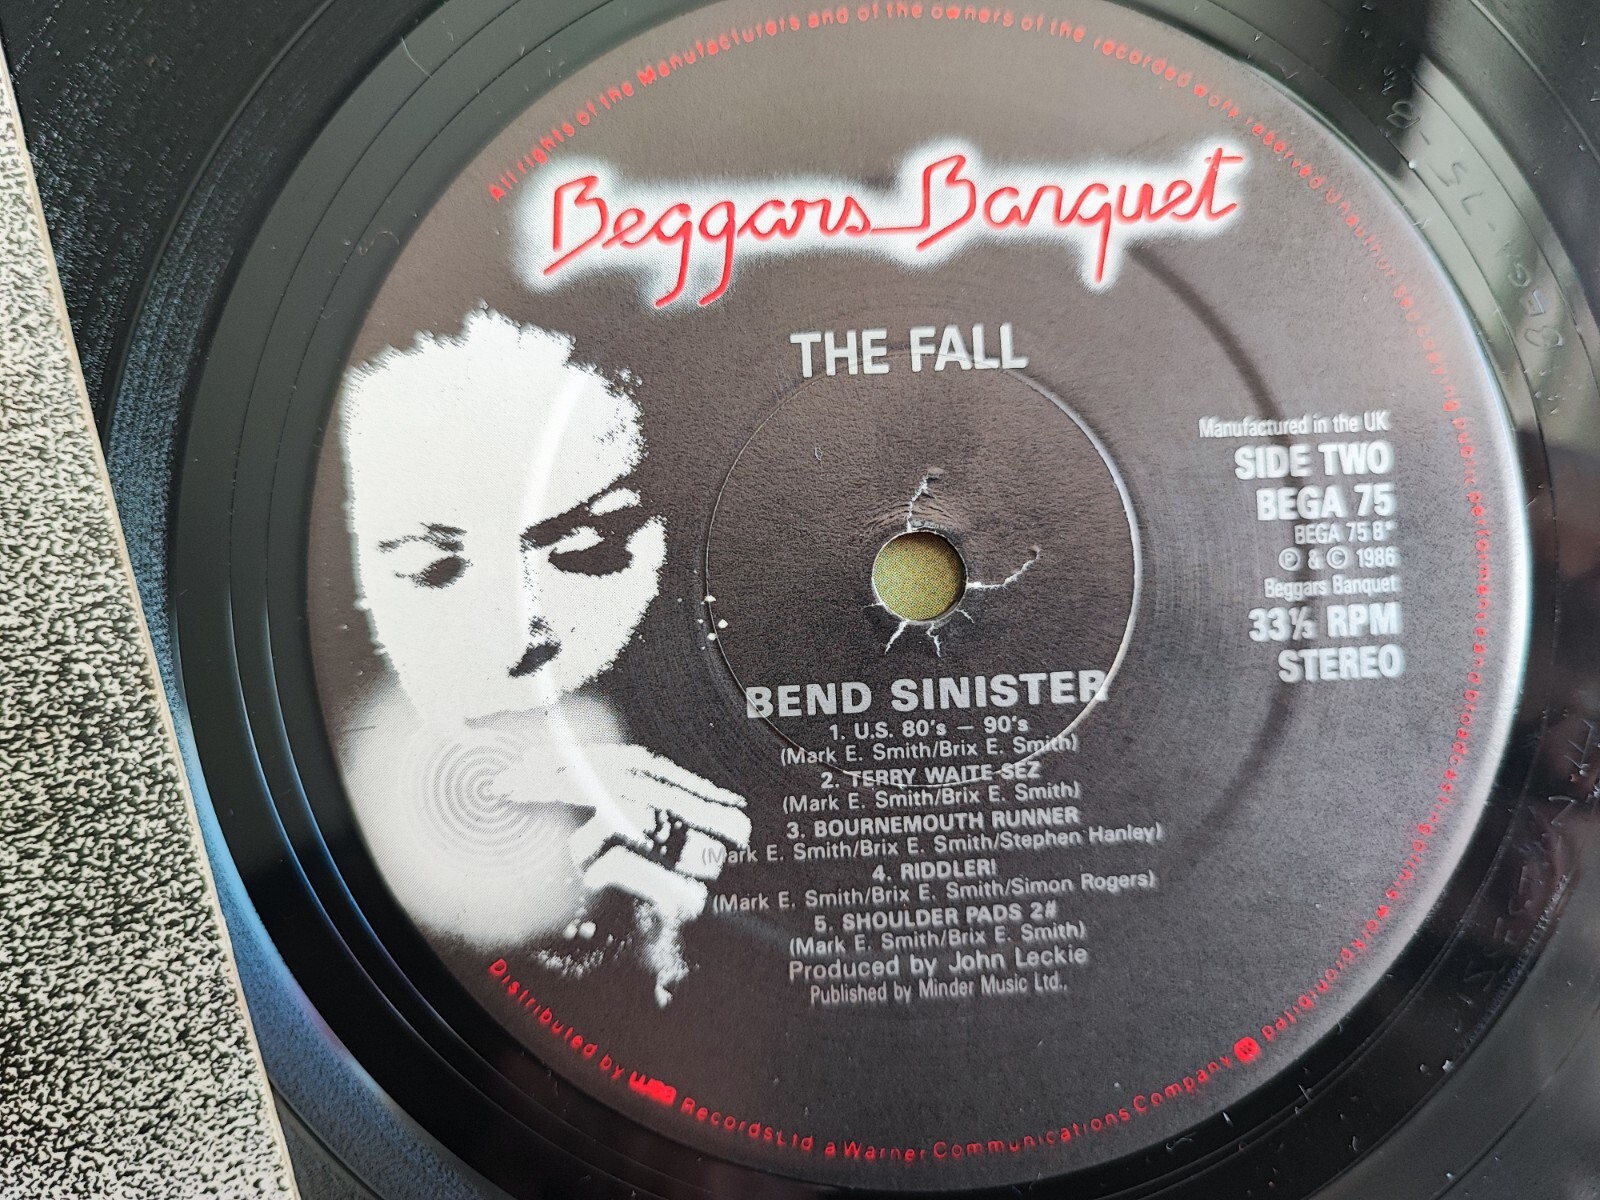 All rights of the Manufacturers and of the owners of the recorded work reserved Unauthorised copying public performance and broadcasting of this work prohibited
Beggars Banquet
THE FALL
Manufactured in the UK
SIDE TWO
BEGA 75
BEGA 75 B*
℗ & © 1986
Beggars Banquet
33⅓ RPM
STEREO
BEND SINISTER
1. U.S. 80's – 90's
(Mark E. Smith/Brix E. Smith)
2. TERRY WAITE SEZ
(Mark E. Smith/Brix E. Smith)
3. BOURNEMOUTH RUNNER
(Mark E. Smith/Brix E. Smith/Stephen Hanley)
4. RIDDLER!
(Mark E. Smith/Brix E. Smith/Simon Rogers)
5. SHOULDER PADS 2#
(Mark E. Smith/Brix E. Smith)
Produced by John Leckie
Published by Minder Music Ltd.,
Distributed by wea Records Ltd a Warner Communications Company